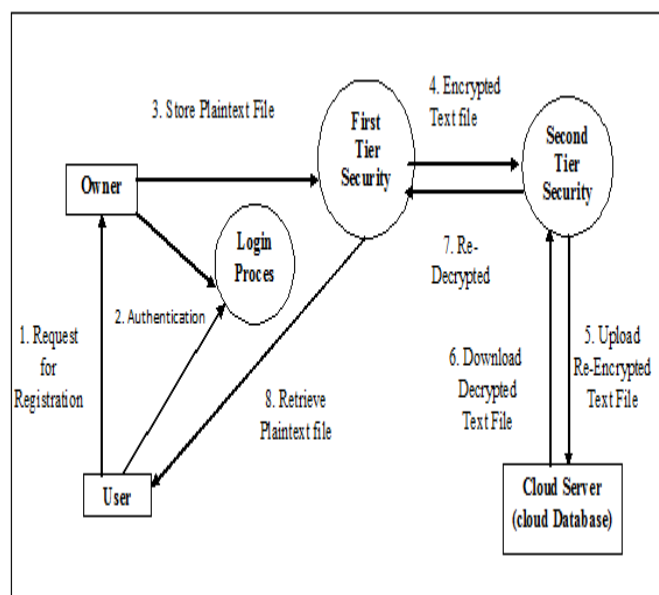 3. Store Plaintext File
4. Encrypted
Text file
First
Tier
Security
Second
Tier
Security
Owner
Login
Proces
7. Re-
Decrypted
2. Authentication
1. Request
for
Registration
6. Download
Decrypted
Text File
5. Upload
Re-Encrypted
Text File
8. Retrieve
Plaintext file
User
Cloud Server
(cloud Database)